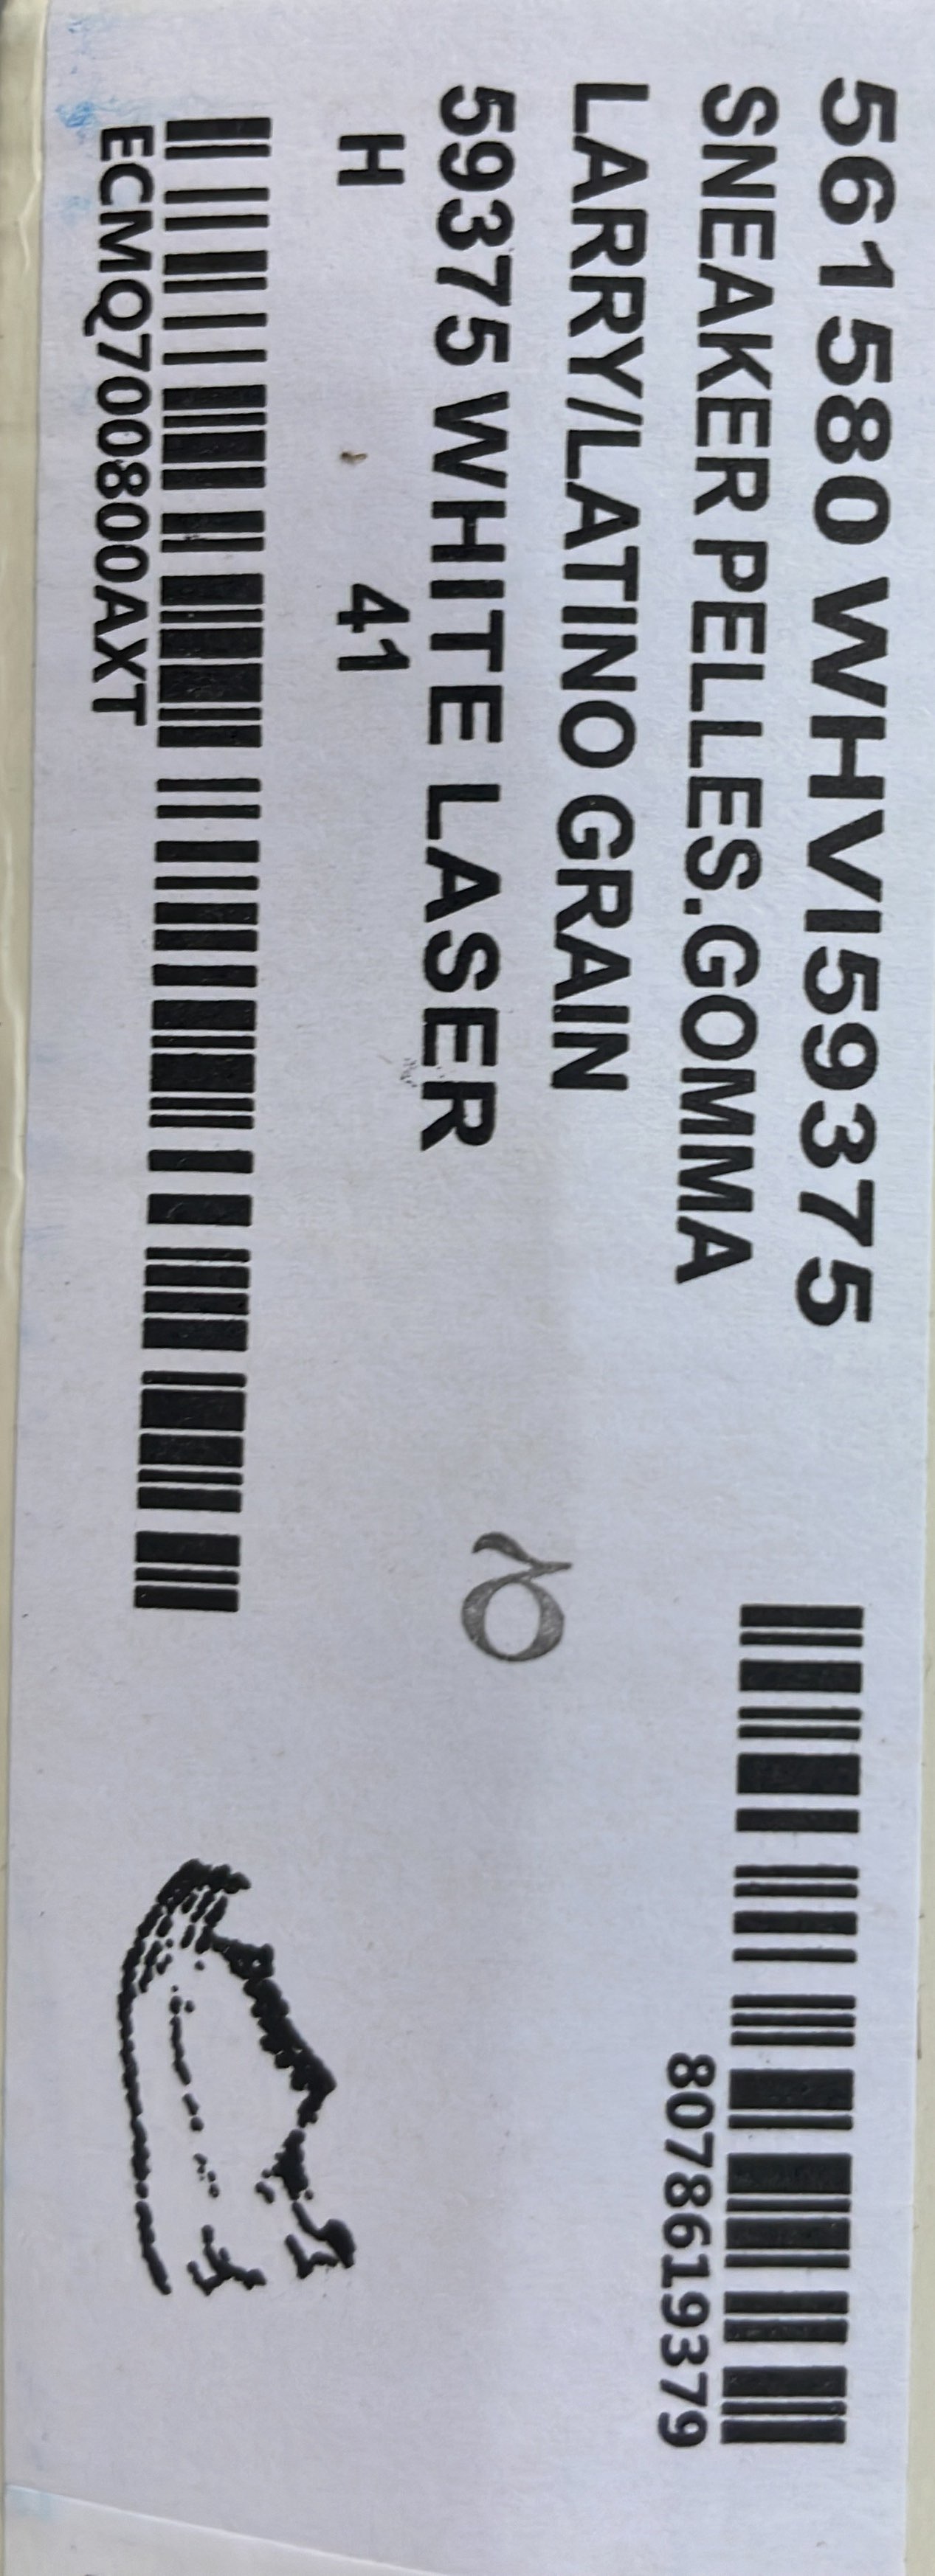 561580 WHVI59375
SNEAKER PELLES.GOMMA
LARRY/LATINO GRAIN
59375 WHITE LASER
H 41
ECMQ700800AXT
8078619379